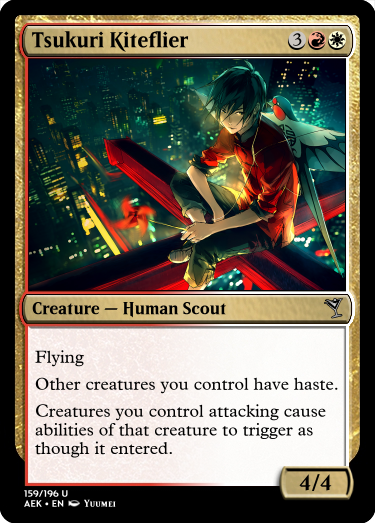 Tsukuri Kiteflier 3
Creature — Human Scout
Flying
Other creatures you control have haste.
Creatures you control attacking cause
abilities of that creature to trigger as
though it entered.
4/4
159/196 U
AEK • EN Yuumei